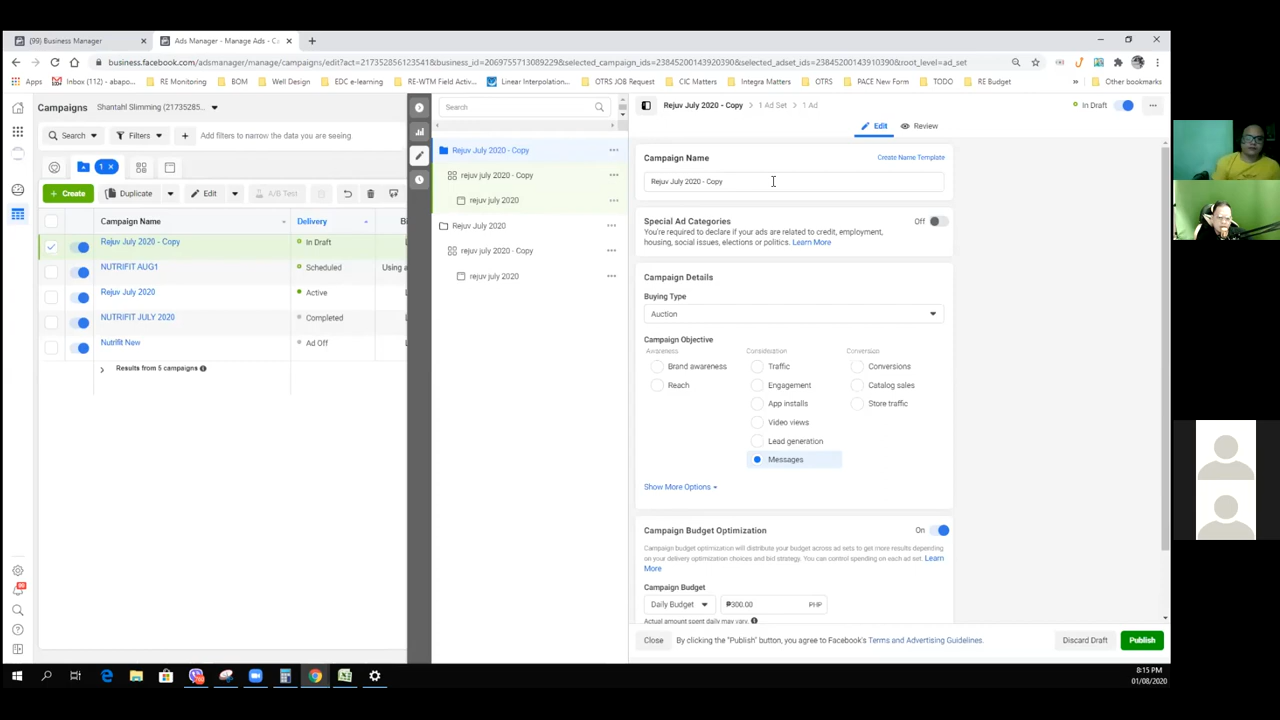 (99) Business Manager
Ads Manager - Manage Ads - C
business.facebook.com/adsmanager/manage/campaigns/edit?act=217352856123541&business_id=2069755713089229&selected_campaign_ids=23845200143920390&selected_adset_ids=23845200143910390&root_level=ad_set
Apps Inbox (112) - abapo... RE Monitoring BOM Well Design EDC e-learning RE-WTM Field Activ... Linear Interpolation... OTRS JOB Request CIC Matters Integra Matters OTRS PACE New Form TODO RE Budget Other bookmarks
Campaigns Shantahl Slimming (21735285...
Search Filters Add filters to narrow the data you are seeing
1 ×
+ Create Duplicate Edit A/B Test
Campaign Name Delivery Bi
Rejuv July 2020 - Copy In Draft
NUTRIFIT AUG1 Scheduled Using a
Rejuv July 2020 Active
NUTRIFIT JULY 2020 Completed
Nutrifit New Ad Off
Results from 5 campaigns
Search
Rejuv July 2020 - Copy
rejuv july 2020 - Copy
rejuv july 2020
Rejuv July 2020
rejuv july 2020 - Copy
rejuv july 2020
Rejuv July 2020 - Copy 1 Ad Set 1 Ad In Draft
Edit Review
Campaign Name Create Name Template
Rejuv July 2020 - Copy
Special Ad Categories Off
You're required to declare if your ads are related to credit, employment,
housing, social issues, elections or politics. Learn More
Campaign Details
Buying Type
Auction
Campaign Objective
Awareness Consideration Conversion
Brand awareness Traffic Conversions
Reach Engagement Catalog sales
App installs Store traffic
Video views
Lead generation
Messages
Show More Options
Campaign Budget Optimization On
Campaign budget optimization will distribute your budget across ad sets to get more results depending
on your delivery optimization choices and bid strategy. You can control spending on each ad set. Learn
More
Campaign Budget
Daily Budget ₱300.00 PHP
Actual amount spent daily may vary.
Close By clicking the "Publish" button, you agree to Facebook's Terms and Advertising Guidelines. Discard Draft Publish
8:15 PM
01/08/2020